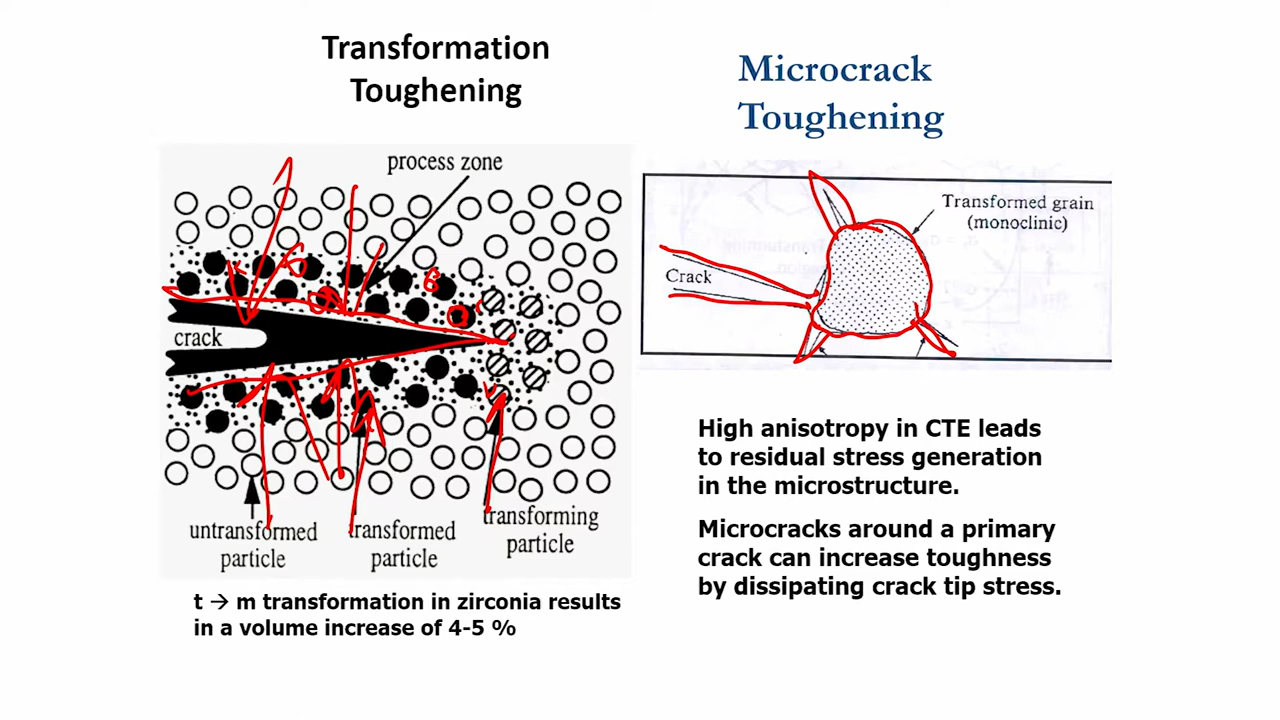 Transformation
Toughening
process zone
crack
untransformed
particle
transformed
particle
transforming
particle
t → m transformation in zirconia results
in a volume increase of 4-5 %
Microcrack
Toughening
Transformed grain
(monoclinic)
Crack
High anisotropy in CTE leads
to residual stress generation
in the microstructure.
Microcracks around a primary
crack can increase toughness
by dissipating crack tip stress.